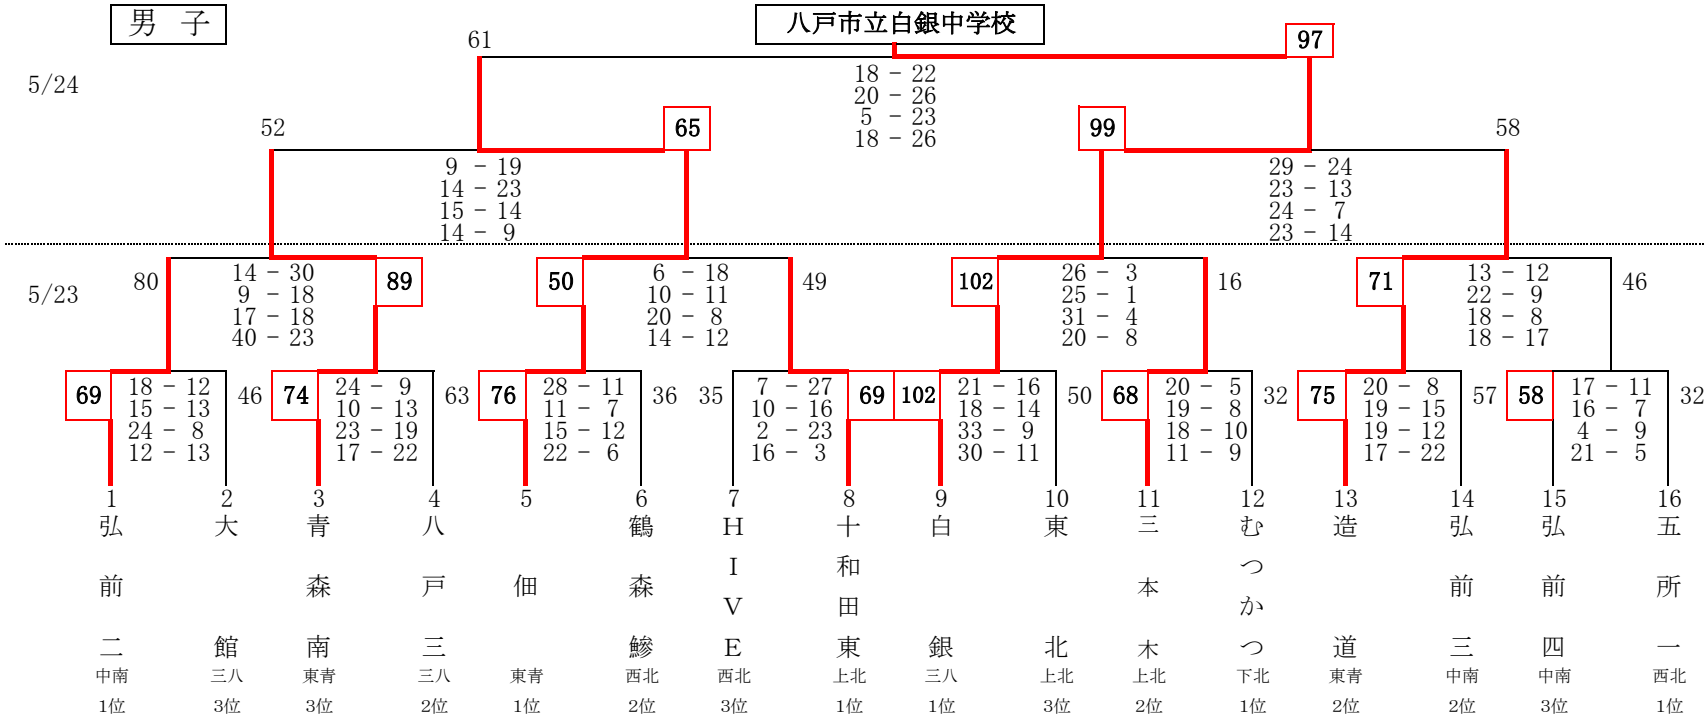 男 子
八戸市立白銀中学校
61
97
5/24
18 - 22
20 - 26
5 - 23
18 - 26
52
65
99
58
9 - 19
14 - 23
15 - 14
14 - 9
29 - 24
23 - 13
24 - 7
23 - 14
5/23
80
14 - 30
9 - 18
17 - 18
40 - 23
89
50
6 - 18
10 - 11
20 - 8
14 - 12
49
102
26 - 3
25 - 1
31 - 4
20 - 8
16
71
13 - 12
22 - 9
18 - 8
18 - 17
46
69
18 - 12
15 - 13
24 - 8
12 - 13
46
74
24 - 9
10 - 13
23 - 19
17 - 22
63
76
28 - 11
11 - 7
15 - 12
22 - 6
36
35
7 - 27
10 - 16
2 - 23
16 - 3
69
102
21 - 16
18 - 14
33 - 9
30 - 11
50
68
20 - 5
19 - 8
18 - 10
11 - 9
32
75
20 - 8
19 - 15
19 - 12
17 - 22
57
58
17 - 11
16 - 7
4 - 9
21 - 5
32
1 2 3 4 5 6 7 8 9 10 11 12 13 14 15 16
弘前二
大館
青森南
八戸三
佃
鶴森鰺
ＨＩＶＥ
十和田東
白銀
東北
三本木
むつかつ
造道
弘前三
弘前四
五所一
中南 三八 東青 三八 東青 西北 西北 上北 三八 上北 上北 下北 東青 中南 中南 西北
1位 3位 3位 2位 1位 2位 3位 1位 1位 3位 2位 1位 2位 2位 3位 1位